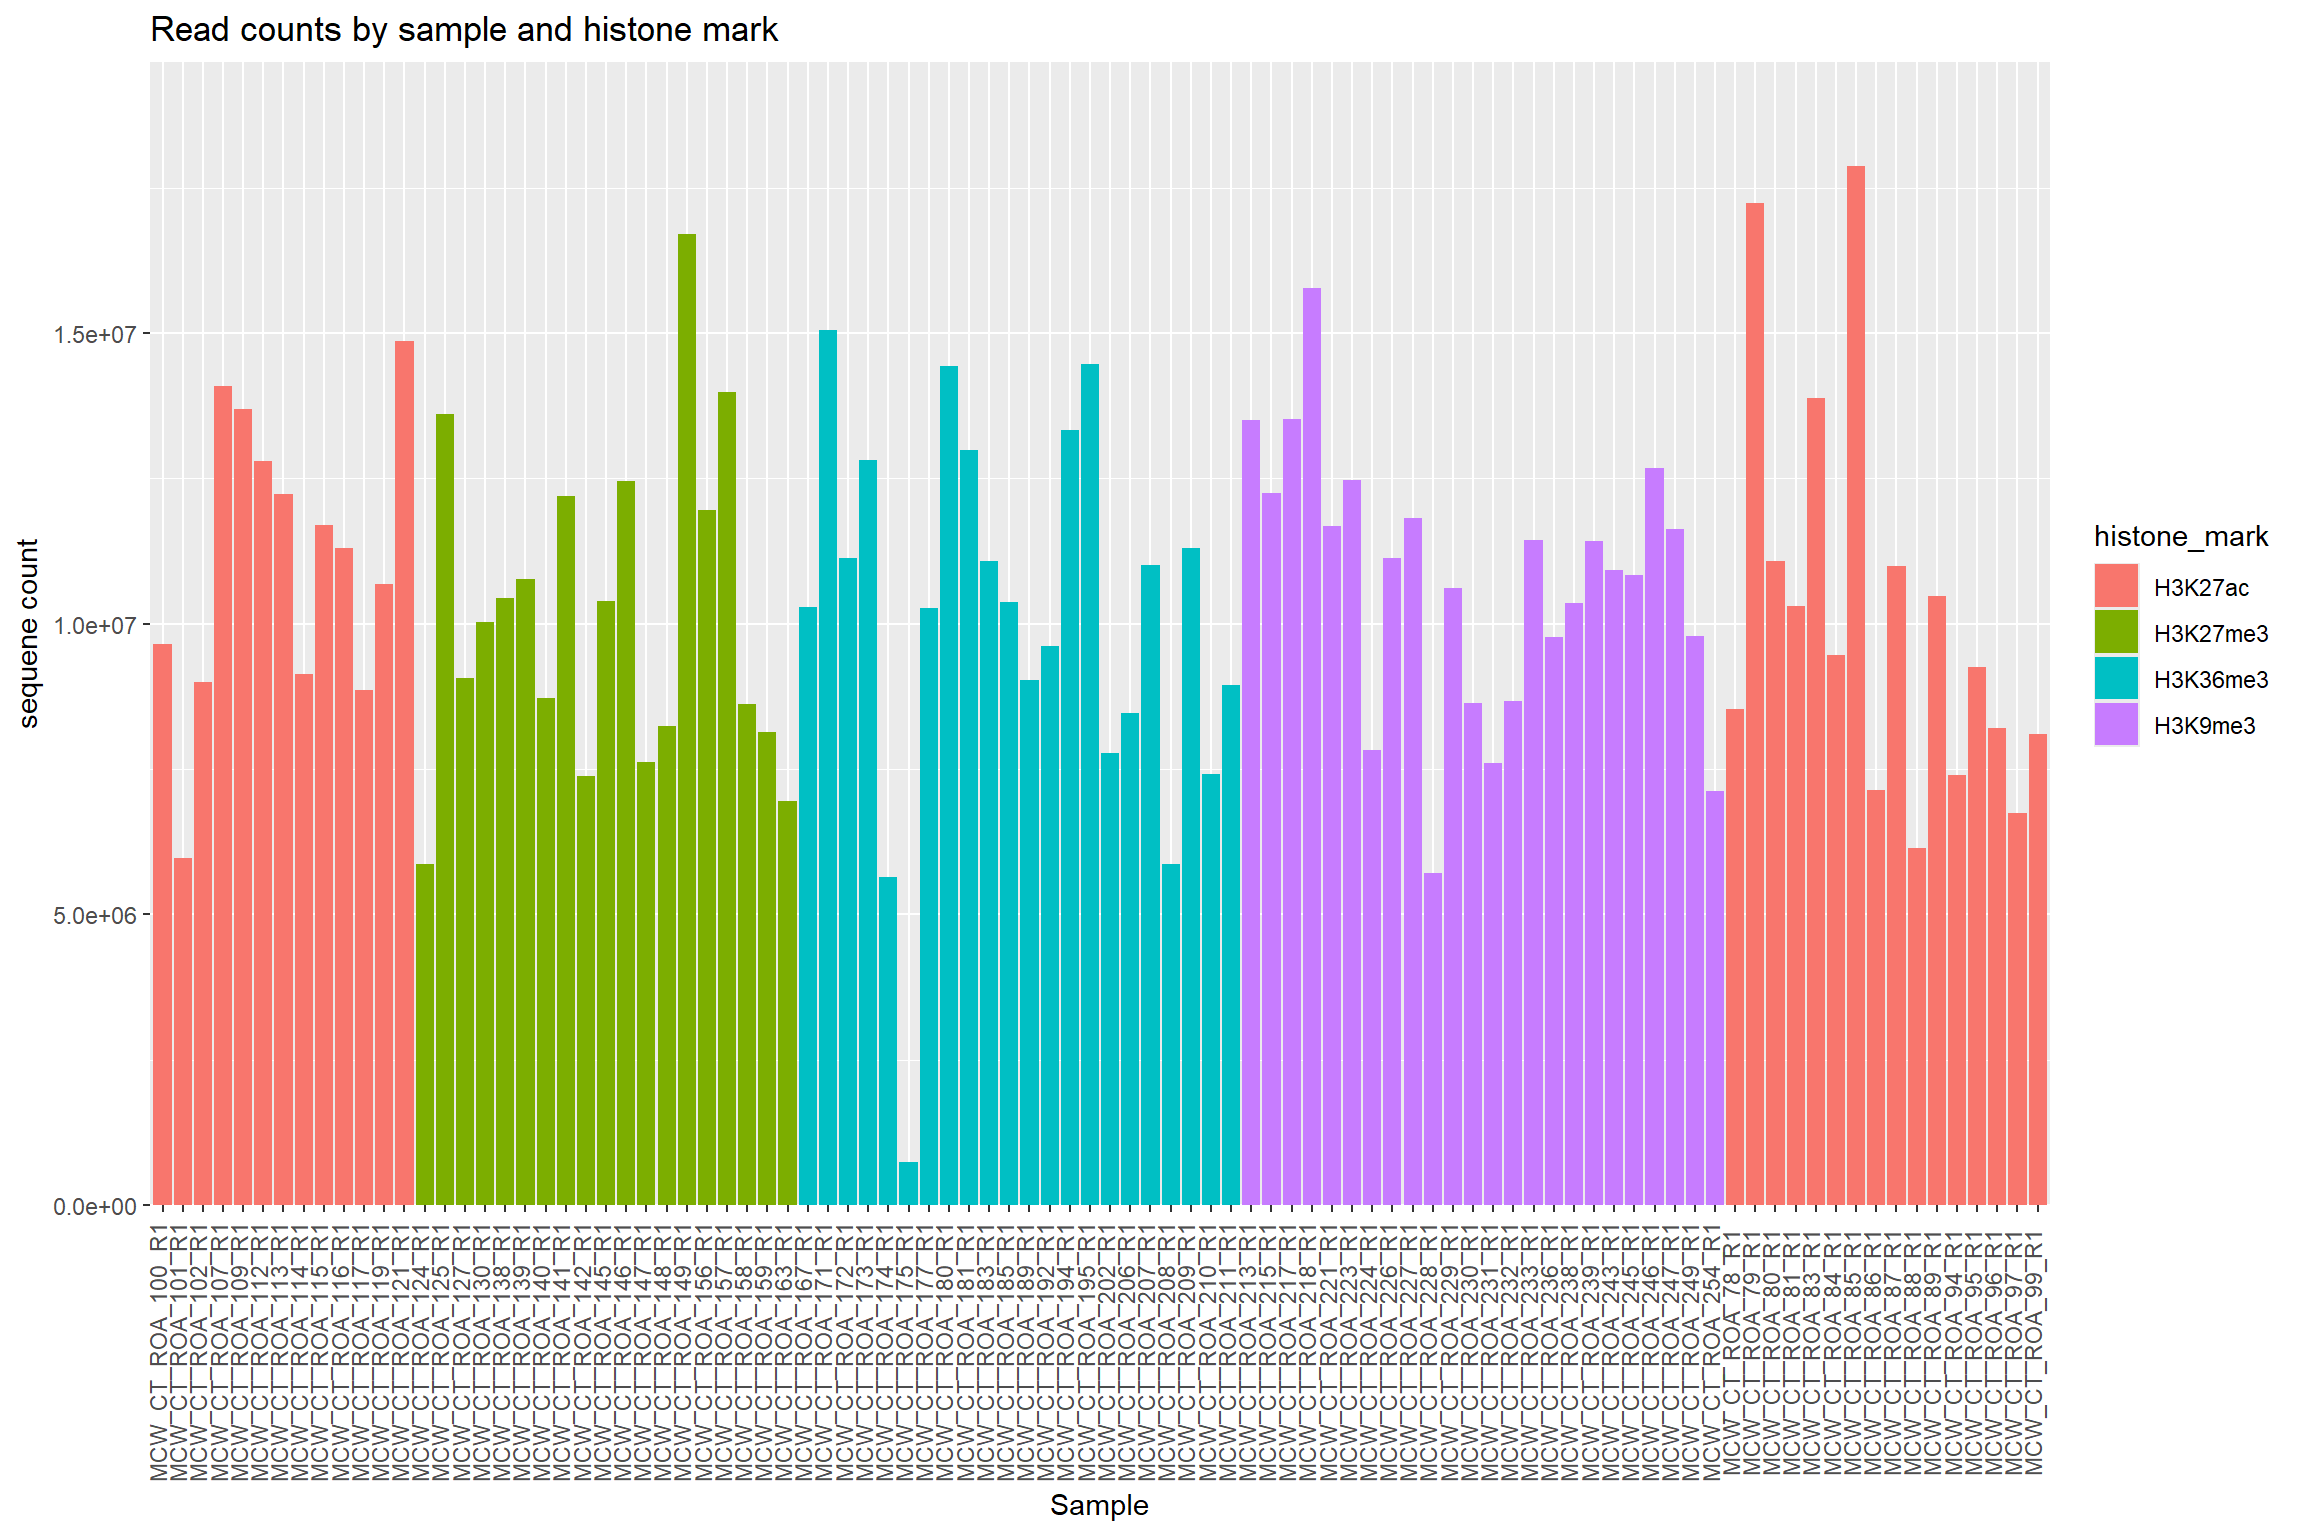 Read counts by sample and histone mark
sequene count
1.5e+07
1.0e+07
5.0e+06
0.0e+00
MCW_CT_ROA_100_R1
MCW_CT_ROA_101_R1
MCW_CT_ROA_102_R1
MCW_CT_ROA_107_R1
MCW_CT_ROA_109_R1
MCW_CT_ROA_112_R1
MCW_CT_ROA_113_R1
MCW_CT_ROA_114_R1
MCW_CT_ROA_115_R1
MCW_CT_ROA_116_R1
MCW_CT_ROA_117_R1
MCW_CT_ROA_119_R1
MCW_CT_ROA_121_R1
MCW_CT_ROA_124_R1
MCW_CT_ROA_125_R1
MCW_CT_ROA_127_R1
MCW_CT_ROA_130_R1
MCW_CT_ROA_138_R1
MCW_CT_ROA_139_R1
MCW_CT_ROA_140_R1
MCW_CT_ROA_141_R1
MCW_CT_ROA_142_R1
MCW_CT_ROA_145_R1
MCW_CT_ROA_146_R1
MCW_CT_ROA_147_R1
MCW_CT_ROA_148_R1
MCW_CT_ROA_149_R1
MCW_CT_ROA_156_R1
MCW_CT_ROA_157_R1
MCW_CT_ROA_158_R1
MCW_CT_ROA_159_R1
MCW_CT_ROA_163_R1
MCW_CT_ROA_167_R1
MCW_CT_ROA_171_R1
MCW_CT_ROA_172_R1
MCW_CT_ROA_173_R1
MCW_CT_ROA_174_R1
MCW_CT_ROA_175_R1
MCW_CT_ROA_177_R1
MCW_CT_ROA_180_R1
MCW_CT_ROA_181_R1
MCW_CT_ROA_183_R1
MCW_CT_ROA_185_R1
MCW_CT_ROA_189_R1
MCW_CT_ROA_192_R1
MCW_CT_ROA_194_R1
MCW_CT_ROA_195_R1
MCW_CT_ROA_202_R1
MCW_CT_ROA_206_R1
MCW_CT_ROA_207_R1
MCW_CT_ROA_208_R1
MCW_CT_ROA_209_R1
MCW_CT_ROA_210_R1
MCW_CT_ROA_211_R1
MCW_CT_ROA_213_R1
MCW_CT_ROA_215_R1
MCW_CT_ROA_217_R1
MCW_CT_ROA_218_R1
MCW_CT_ROA_221_R1
MCW_CT_ROA_223_R1
MCW_CT_ROA_224_R1
MCW_CT_ROA_226_R1
MCW_CT_ROA_227_R1
MCW_CT_ROA_228_R1
MCW_CT_ROA_229_R1
MCW_CT_ROA_230_R1
MCW_CT_ROA_231_R1
MCW_CT_ROA_232_R1
MCW_CT_ROA_233_R1
MCW_CT_ROA_236_R1
MCW_CT_ROA_238_R1
MCW_CT_ROA_239_R1
MCW_CT_ROA_243_R1
MCW_CT_ROA_245_R1
MCW_CT_ROA_246_R1
MCW_CT_ROA_247_R1
MCW_CT_ROA_249_R1
MCW_CT_ROA_254_R1
MCW_CT_ROA_78_R1
MCW_CT_ROA_79_R1
MCW_CT_ROA_80_R1
MCW_CT_ROA_81_R1
MCW_CT_ROA_83_R1
MCW_CT_ROA_84_R1
MCW_CT_ROA_85_R1
MCW_CT_ROA_86_R1
MCW_CT_ROA_87_R1
MCW_CT_ROA_88_R1
MCW_CT_ROA_89_R1
MCW_CT_ROA_94_R1
MCW_CT_ROA_95_R1
MCW_CT_ROA_96_R1
MCW_CT_ROA_97_R1
MCW_CT_ROA_99_R1
Sample
histone_mark
H3K27ac
H3K27me3
H3K36me3
H3K9me3